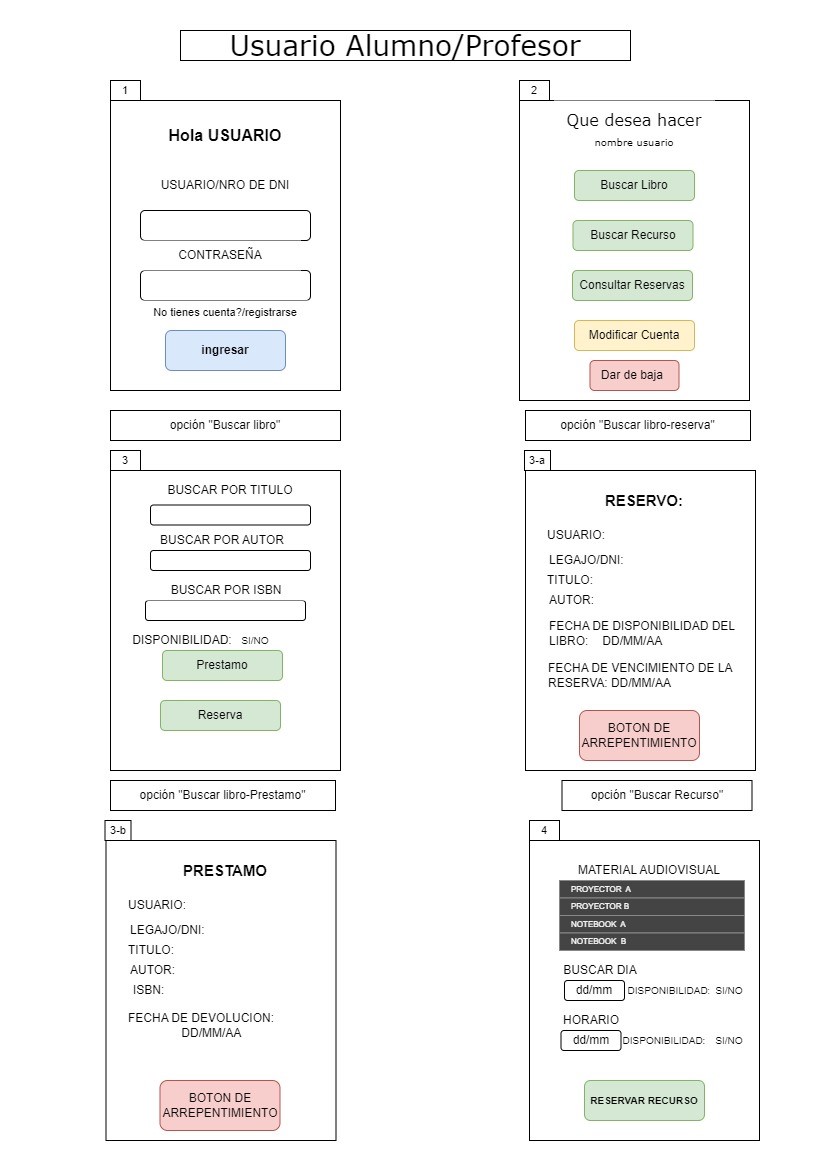 Usuario Alumno/Profesor
1
Hola USUARIO
USUARIO/NRO DE DNI
CONTRASEÑA
No tienes cuenta?/registrarse
ingresar
2
Que desea hacer
nombre usuario
Buscar Libro
Buscar Recurso
Consultar Reservas
Modificar Cuenta
Dar de baja
opción "Buscar libro"
3
BUSCAR POR TITULO
BUSCAR POR AUTOR
BUSCAR POR ISBN
DISPONIBILIDAD: SI/NO
Prestamo
Reserva
opción "Buscar libro-reserva"
3-a
RESERVO:
USUARIO:
LEGAJO/DNI:
TITULO:
AUTOR:
FECHA DE DISPONIBILIDAD DEL
LIBRO: DD/MM/AA
FECHA DE VENCIMIENTO DE LA
RESERVA: DD/MM/AA
BOTON DE
ARREPENTIMIENTO
opción "Buscar libro-Prestamo"
3-b
PRESTAMO
USUARIO:
LEGAJO/DNI:
TITULO:
AUTOR:
ISBN:
FECHA DE DEVOLUCION:
DD/MM/AA
BOTON DE
ARREPENTIMIENTO
opción "Buscar Recurso"
4
MATERIAL AUDIOVISUAL
PROYECTOR A
PROYECTOR B
NOTEBOOK A
NOTEBOOK B
BUSCAR DIA
dd/mm DISPONIBILIDAD: SI/NO
HORARIO
dd/mm DISPONIBILIDAD: SI/NO
RESERVAR RECURSO